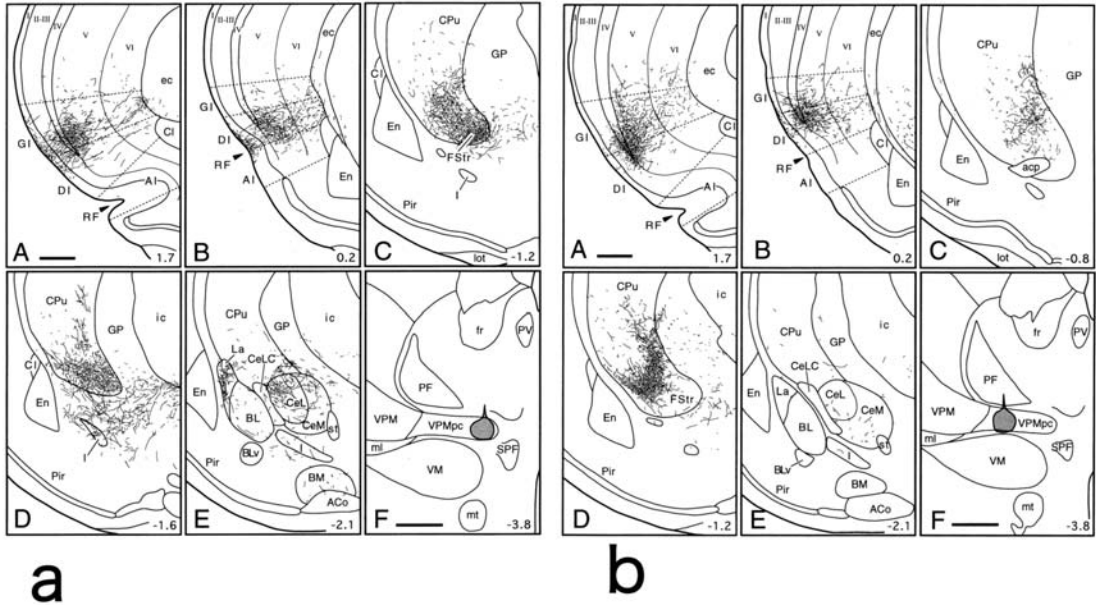 I II-III IV V VI ec GI Cl DI AI RF A 1.7
I II-III IV V VI ec GI DI Cl RF AI En B 0.2
CPu GP Cl En FStr I Pir lot C -1.2
CPu GP ic Cl En I Pir D -1.6
CPu GP ic La CeLC En CeL BL CeM st I BLv Pir BM ACo E -2.1
fr PV PF VPM VPMpc ml SPF VM mt F -3.8
a
I II-III IV V VI ec GI Cl DI AI RF A 1.7
I II-III IV V VI ec GI DI Cl RF AI En B 0.2
CPu GP En acp Pir C -0.8
CPu ic GP FStr En Pir D -1.2
CPu ic GP CeLC La CeL En CeM BL st I BLv BM Pir ACo E -2.1
fr PV PF VPM VPMpc ml SPF VM mt F -3.8
b